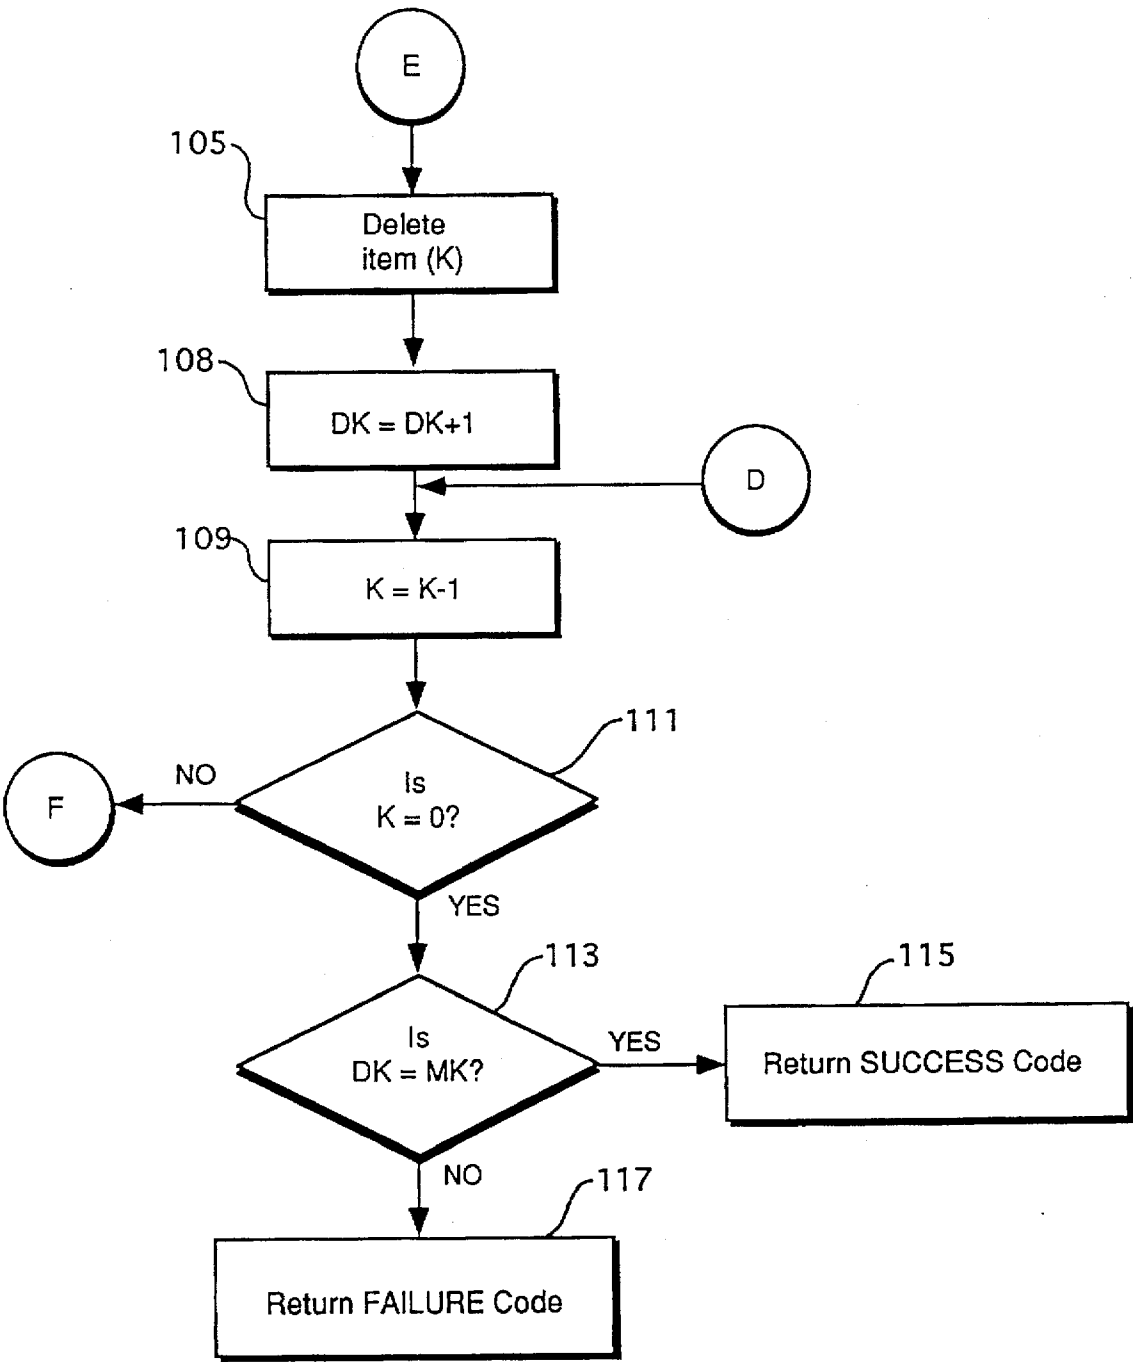 E
105
Delete
item (K)
108
DK = DK+1
D
109
K = K-1
111
Is
K = 0?
NO
F
YES
113
Is
DK = MK?
YES
115
Return SUCCESS Code
NO
117
Return FAILURE Code